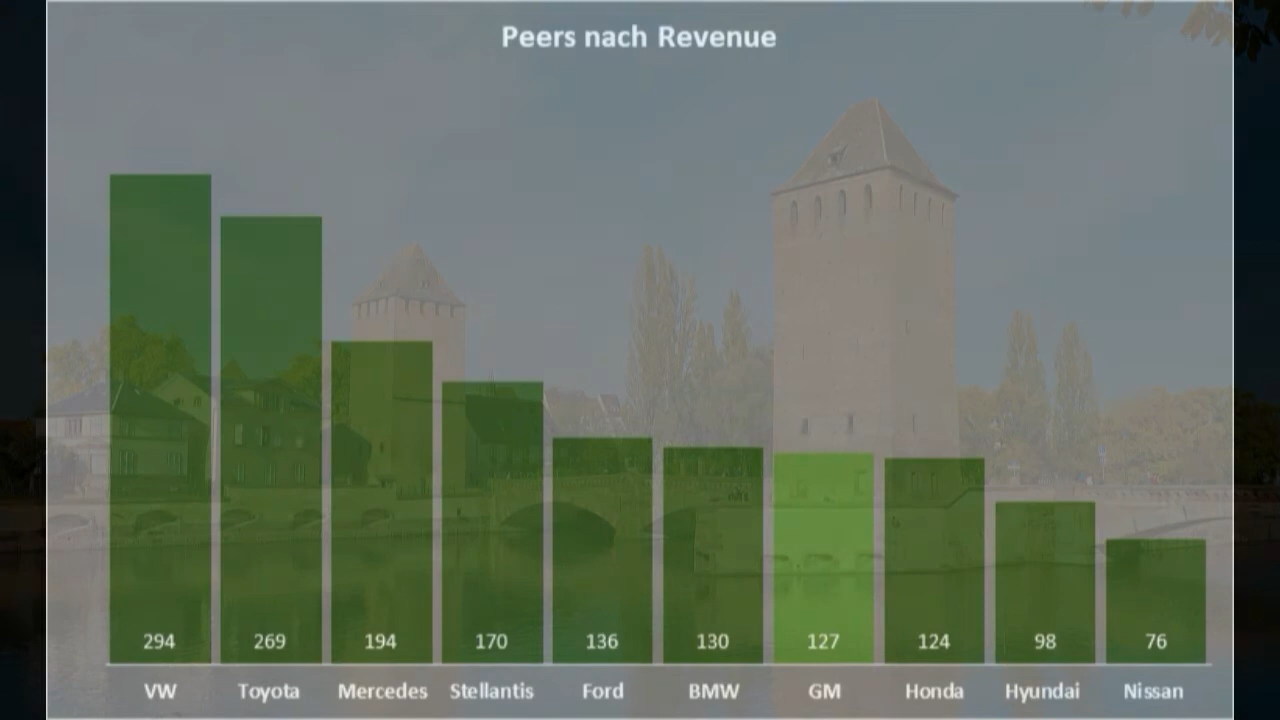 Peers nach Revenue
294 269 194 170 136 130 127 124 98 76
VW Toyota Mercedes Stellantis Ford BMW GM Honda Hyundai Nissan